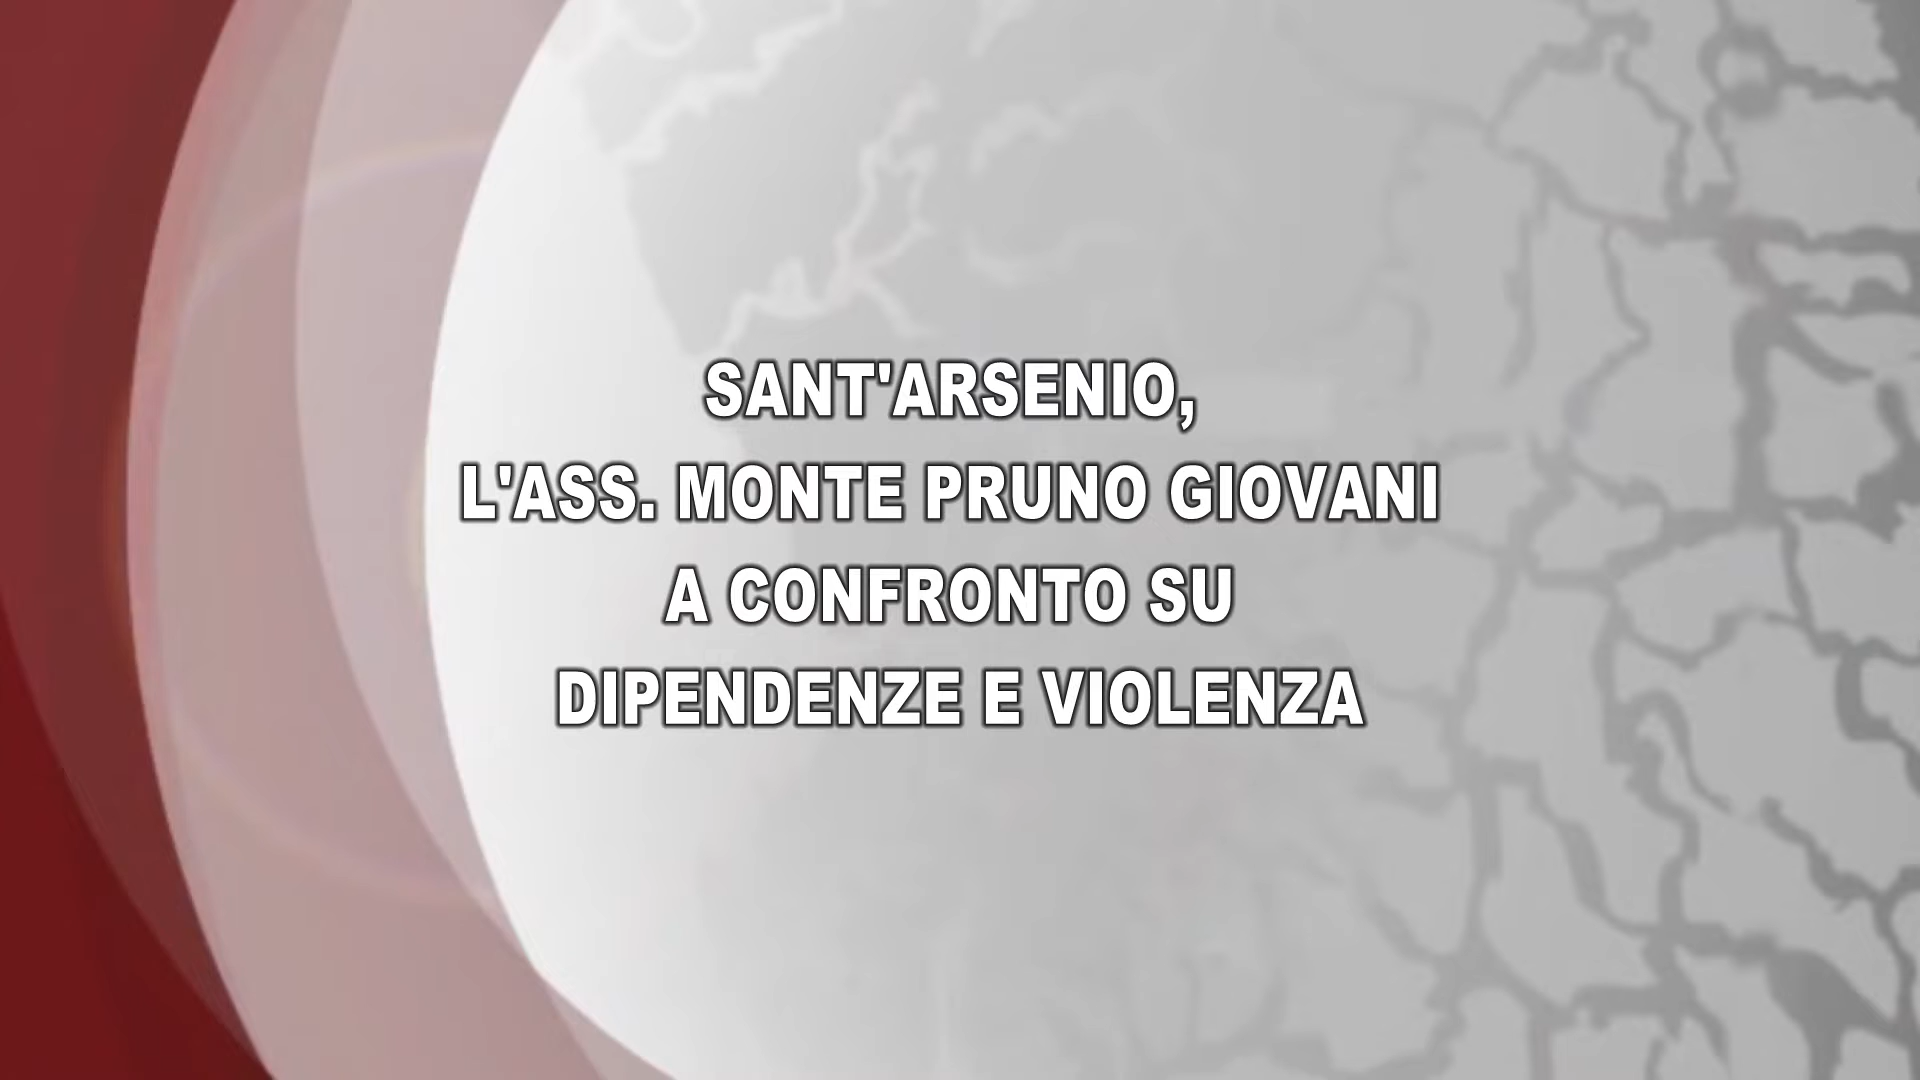 SANT'ARSENIO,
L'ASS. MONTE PRUNO GIOVANI
A CONFRONTO SU
DIPENDENZE E VIOLENZA